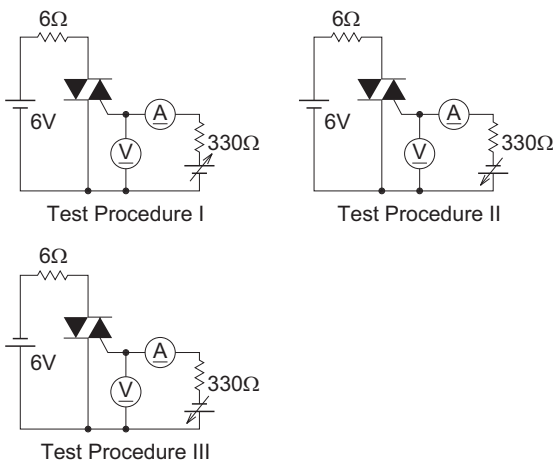 6Ω
6V
A
V
330Ω
Test Procedure I
6Ω
6V
A
V
330Ω
Test Procedure II
6Ω
6V
A
V
330Ω
Test Procedure III